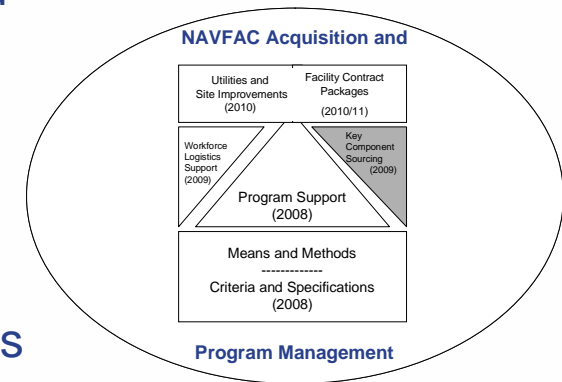 NAVFAC Acquisition and
Utilities and
Site Improvements
(2010)
Facility Contract
Packages
(2010/11)
Workforce
Logistics
Support
(2009)
Key
Component
Sourcing
(2009)
Program Support
(2008)
Means and Methods
-------------
Criteria and Specifications
(2008)
s
Program Management